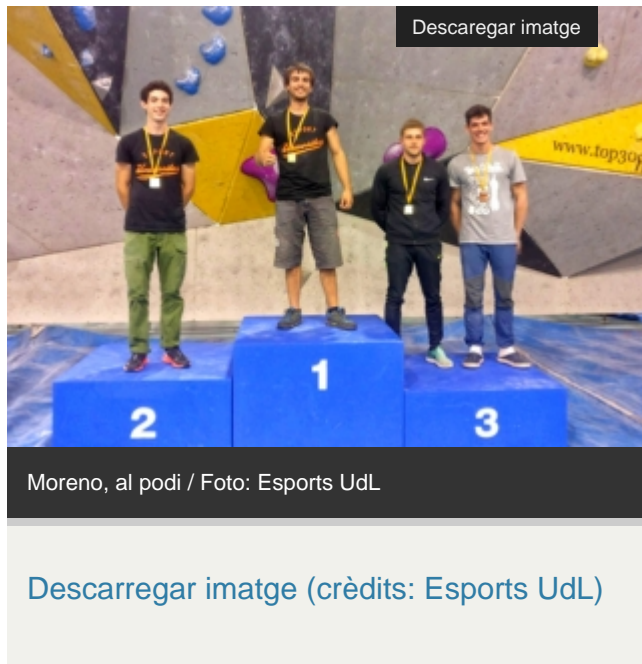 Descaregar imatge
www.top30
2
1
3
Moreno, al podi / Foto: Esports UdL
Descarregar imatge (crèdits: Esports UdL)